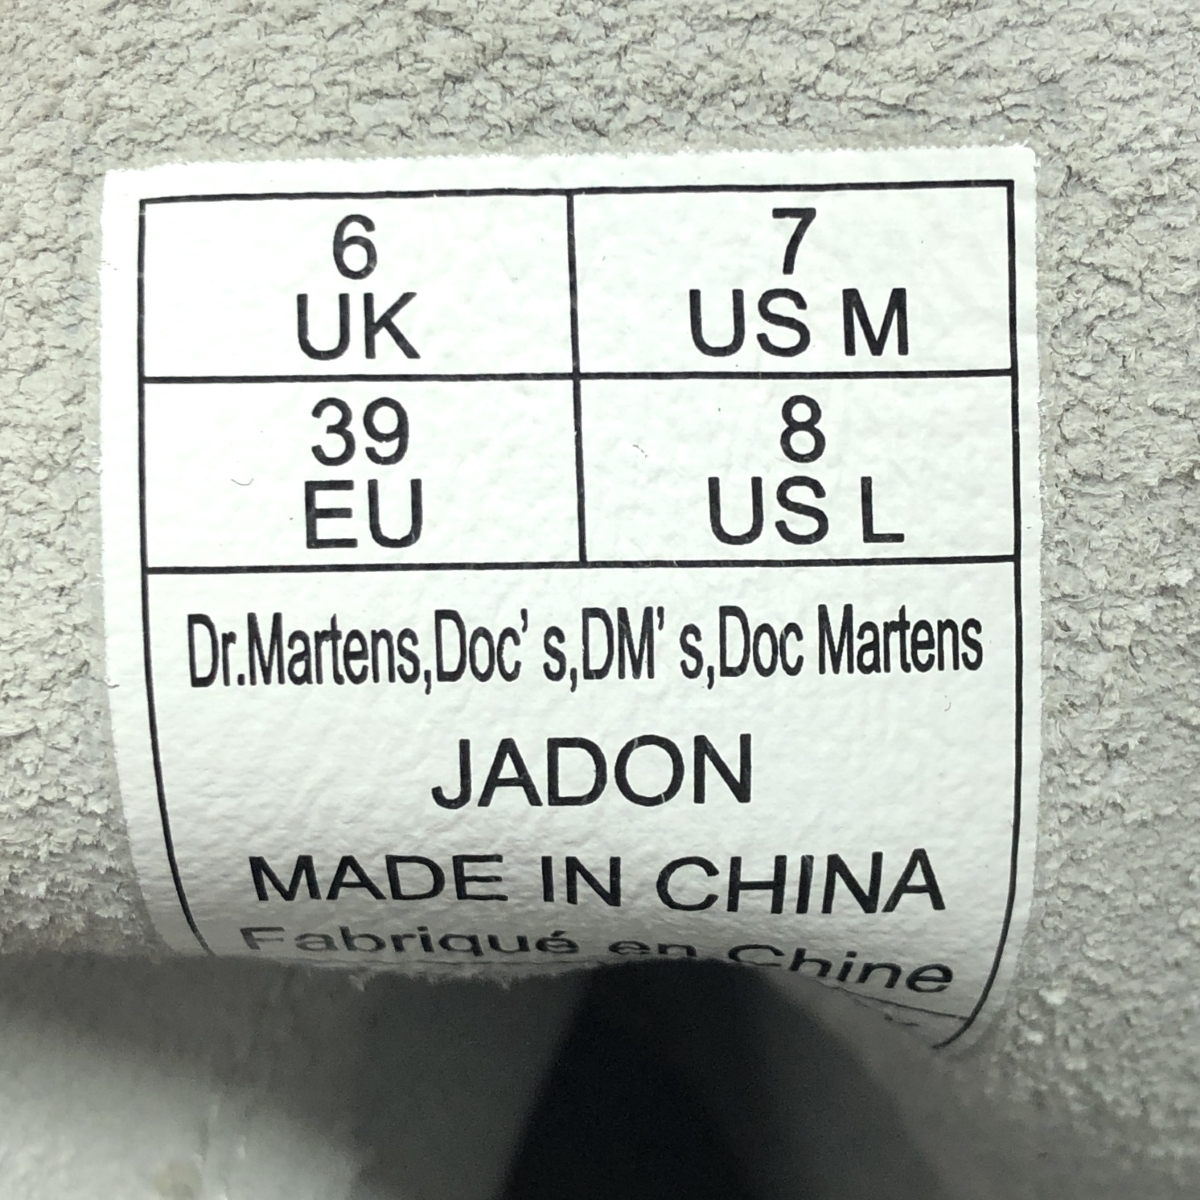 6
UK
7
US M
39
EU
8
US L
Dr.Martens,Doc's,DM's,Doc Martens
JADON
MADE IN CHINA
Fabriqué en Chine